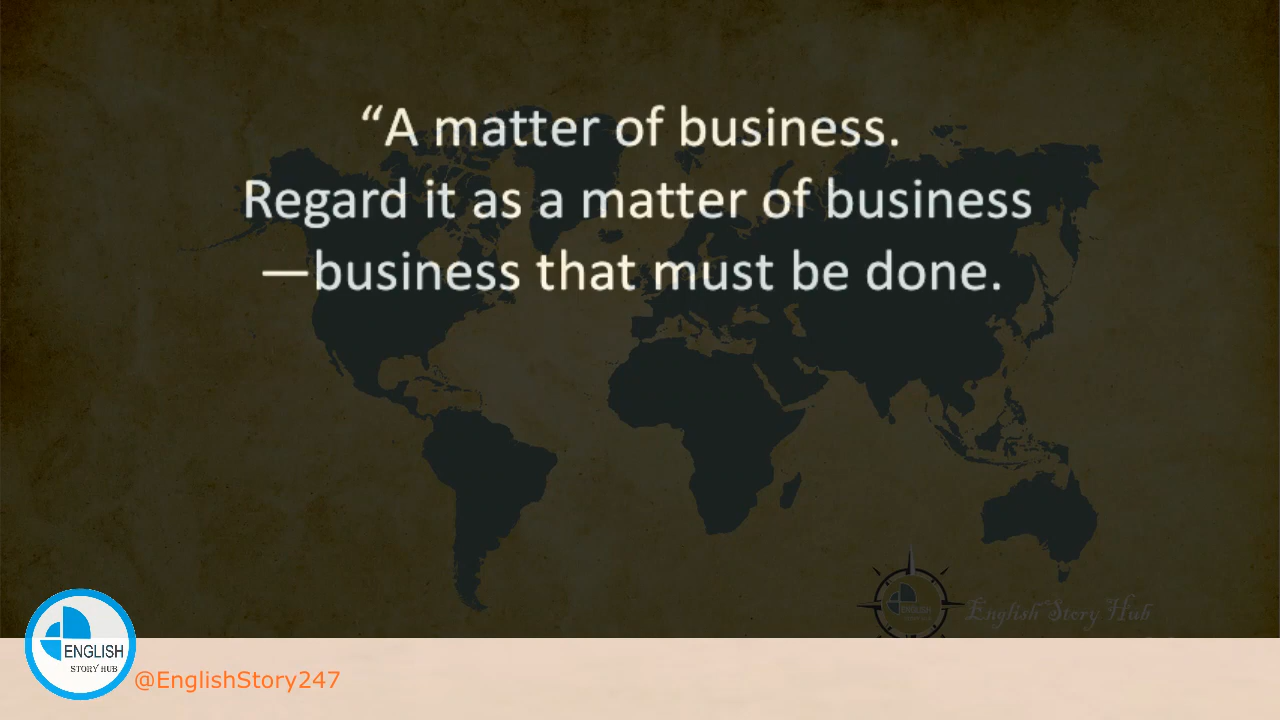 “A matter of business.
Regard it as a matter of business
—business that must be done.
English Story Hub
ENGLISH
STORY HUB
@EnglishStory247